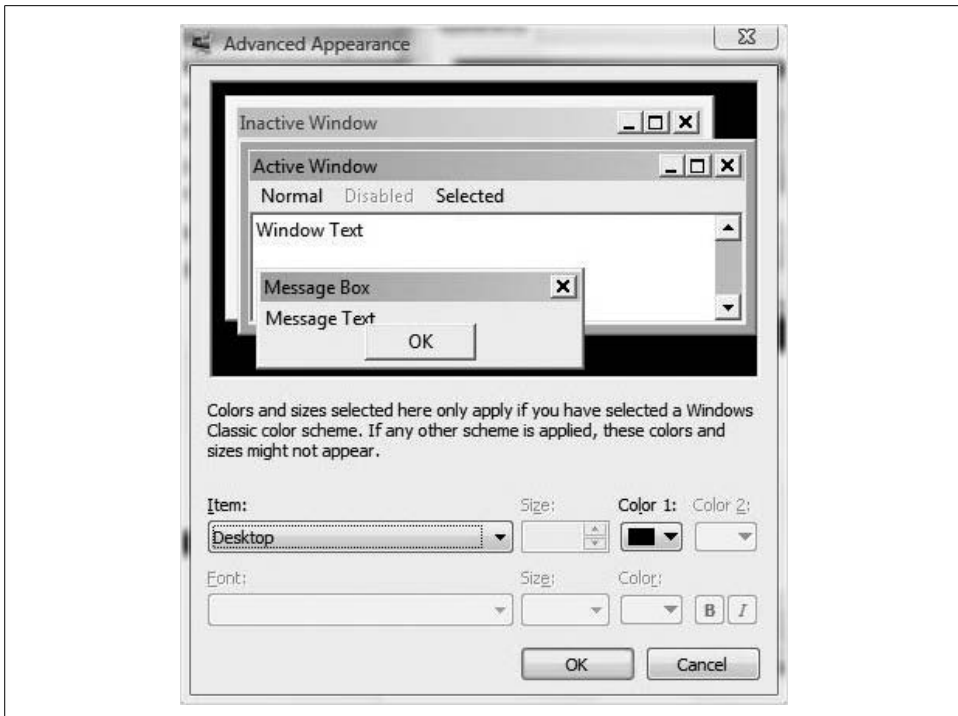 Advanced Appearance
Inactive Window
Active Window
Normal Disabled Selected
Window Text
Message Box
Message Text
OK
Colors and sizes selected here only apply if you have selected a Windows
Classic color scheme. If any other scheme is applied, these colors and
sizes might not appear.
Item: Size: Color 1: Color 2:
Desktop
Font: Size: Color:
B I
OK Cancel